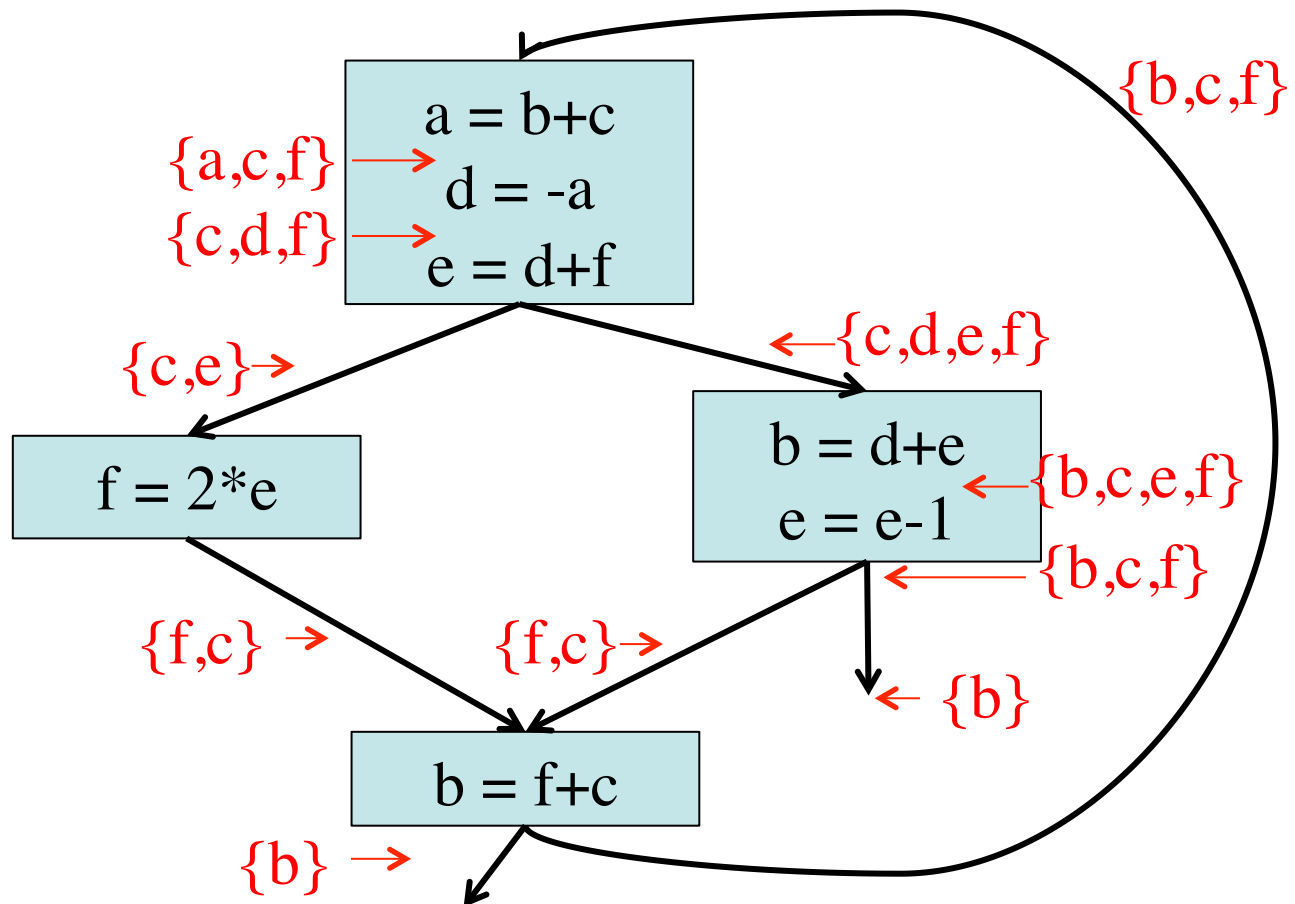 {b,c,f}
a = b+c
{a,c,f}
d = -a
{c,d,f}
e = d+f
{c,e}
{c,d,e,f}
f = 2*e
b = d+e
{b,c,e,f}
e = e-1
{b,c,f}
{f,c}
{f,c}
{b}
b = f+c
{b}